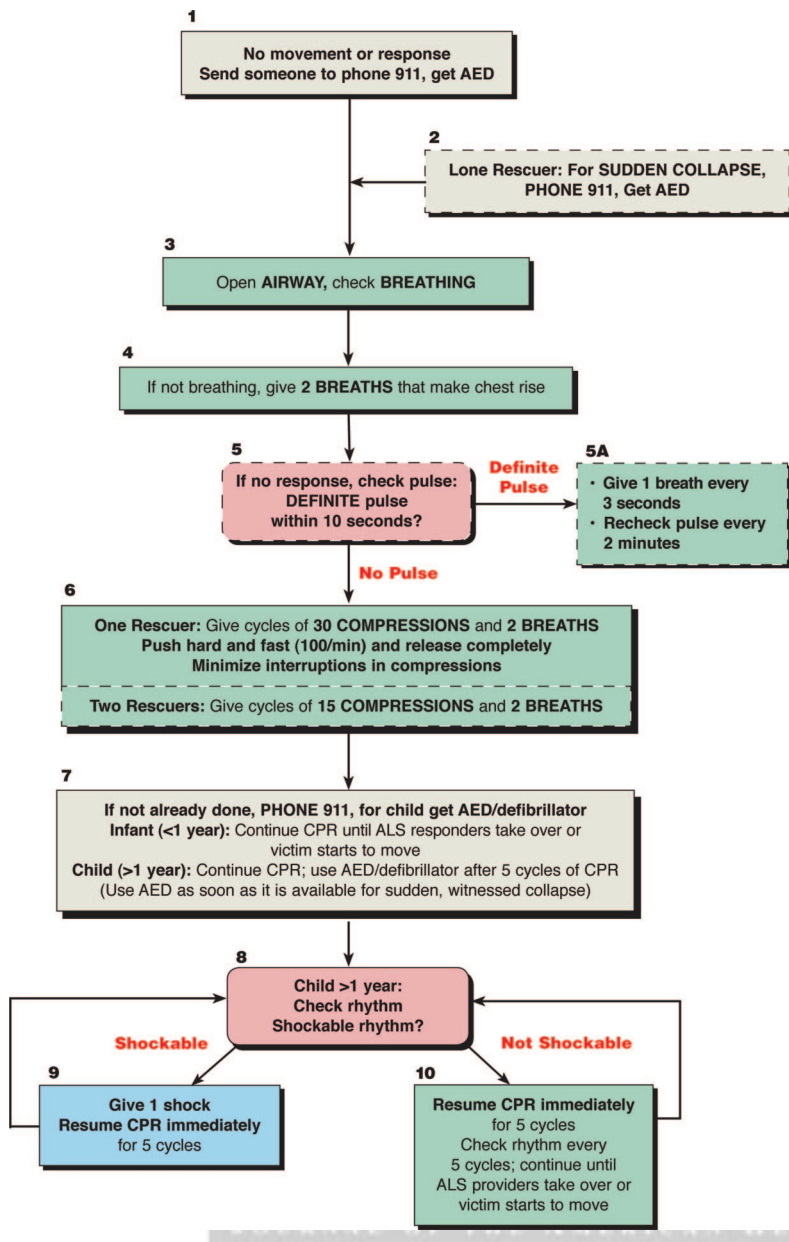 1
No movement or response
Send someone to phone 911, get AED
2
Lone Rescuer: For SUDDEN COLLAPSE,
PHONE 911, Get AED
3
Open AIRWAY, check BREATHING
4
If not breathing, give 2 BREATHS that make chest rise
5
If no response, check pulse:
DEFINITE pulse
within 10 seconds?
Definite
Pulse
5A
• Give 1 breath every
3 seconds
• Recheck pulse every
2 minutes
No Pulse
6
One Rescuer: Give cycles of 30 COMPRESSIONS and 2 BREATHS
Push hard and fast (100/min) and release completely
Minimize interruptions in compressions
Two Rescuers: Give cycles of 15 COMPRESSIONS and 2 BREATHS
7
If not already done, PHONE 911, for child get AED/defibrillator
Infant (<1 year): Continue CPR until ALS responders take over or
victim starts to move
Child (>1 year): Continue CPR; use AED/defibrillator after 5 cycles of CPR
(Use AED as soon as it is available for sudden, witnessed collapse)
8
Child >1 year:
Check rhythm
Shockable rhythm?
Shockable
Not Shockable
9
Give 1 shock
Resume CPR immediately
for 5 cycles
10
Resume CPR immediately
for 5 cycles
Check rhythm every
5 cycles; continue until
ALS providers take over or
victim starts to move